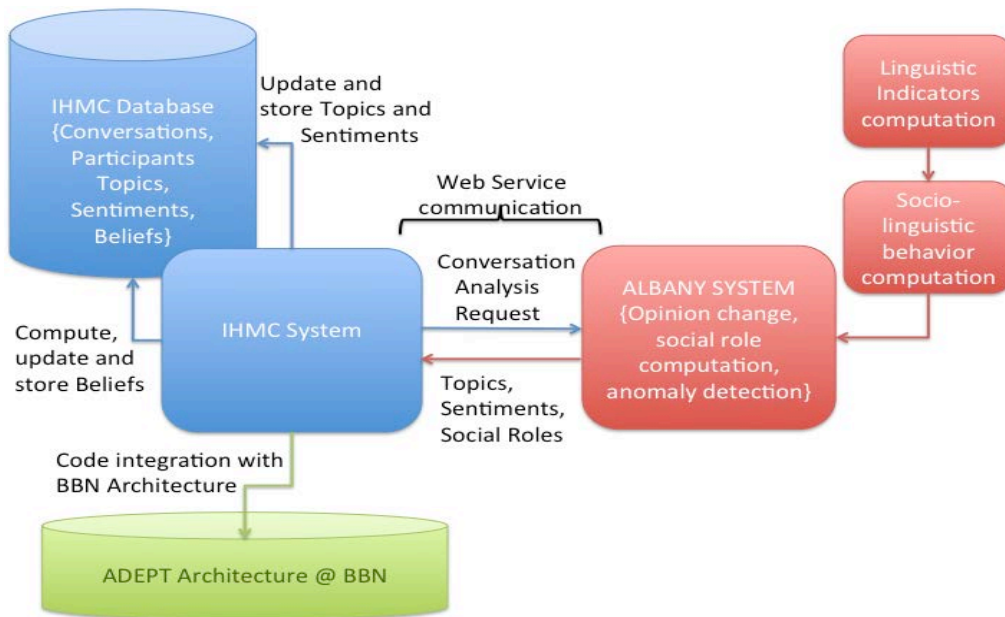 IHMC Database
{Conversations,
Participants
Topics,
Sentiments,
Beliefs}
Update and
store Topics and
Sentiments
Linguistic
Indicators
computation
Web Service
communication
Socio-
linguistic
behavior
computation
Compute,
update and
store Beliefs
IHMC System
Conversation
Analysis
Request
Topics,
Sentiments,
Social Roles
ALBANY SYSTEM
{Opinion change,
social role
computation,
anomaly detection}
Code integration with
BBN Architecture
ADEPT Architecture @ BBN